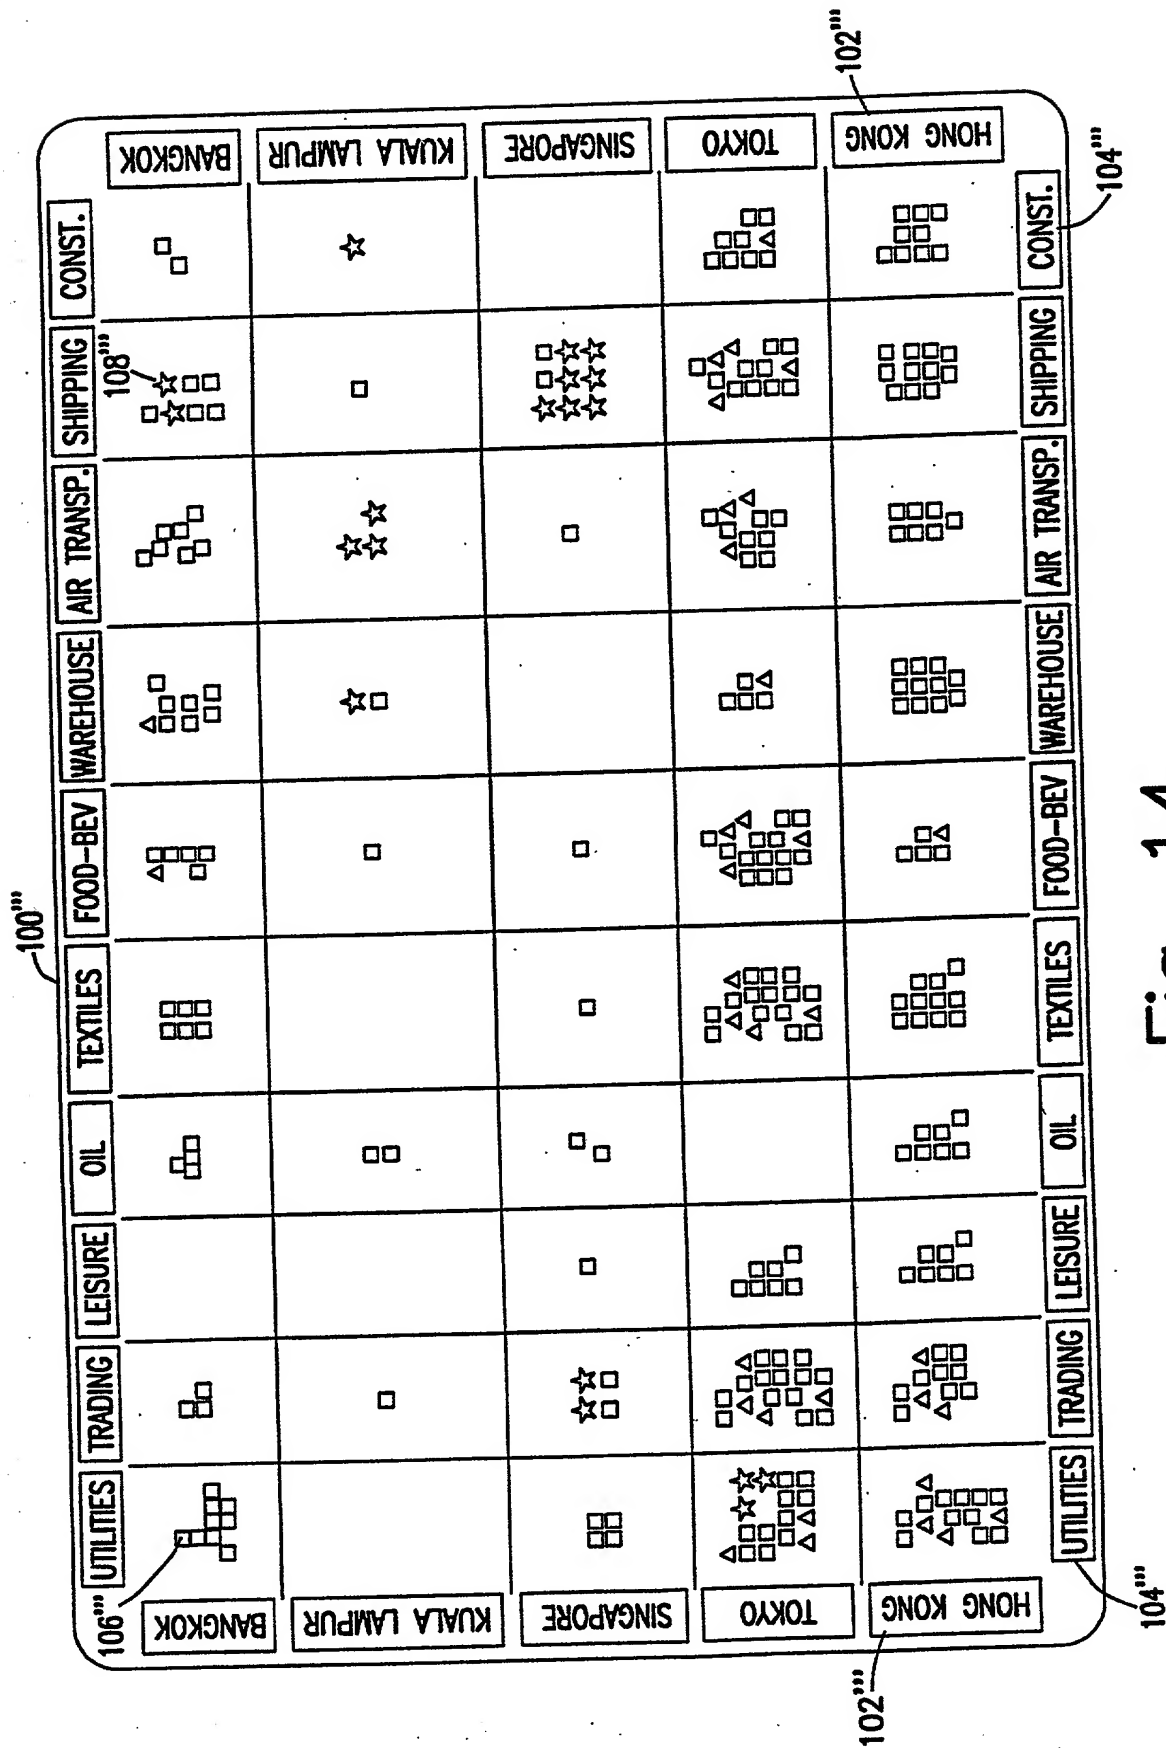 100'''
UTILITIES
TRADING
LEISURE
OIL
TEXTILES
FOOD-BEV
WAREHOUSE
AIR TRANSP.
SHIPPING
CONST.
106'''
108'''
BANGKOK
BANGKOK
KUALA LAMPUR
KUALA LAMPUR
SINGAPORE
SINGAPORE
TOKYO
TOKYO
HONG KONG
HONG KONG
102'''
102'''
UTILITIES
TRADING
LEISURE
OIL
TEXTILES
FOOD-BEV
WAREHOUSE
AIR TRANSP.
SHIPPING
CONST.
104'''
104'''